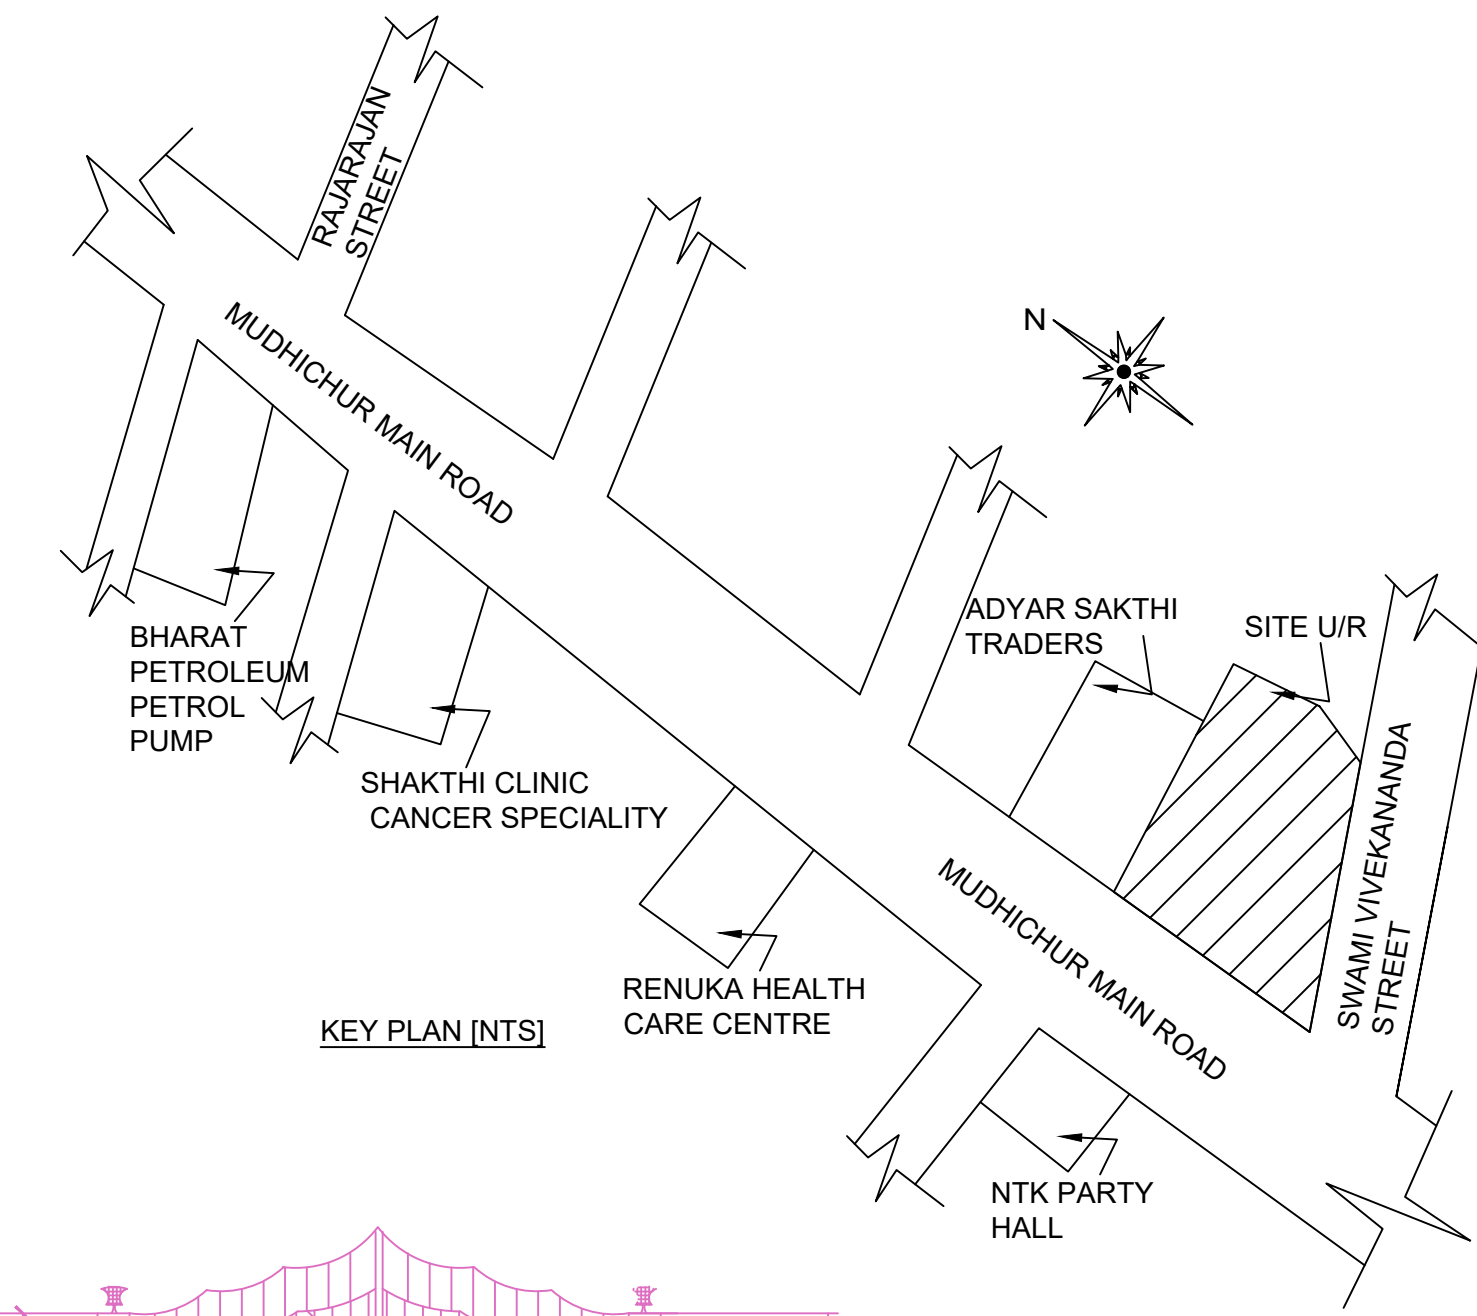 RAJARAJAN
STREET
MUDHICHUR MAIN ROAD
N
BHARAT
PETROLEUM
PETROL
PUMP
SHAKTHI CLINIC
CANCER SPECIALITY
ADYAR SAKTHI
TRADERS
SITE U/R
SWAMI VIVEKANANDA
STREET
MUDHICHUR MAIN ROAD
RENUKA HEALTH
CARE CENTRE
KEY PLAN [NTS]
NTK PARTY
HALL